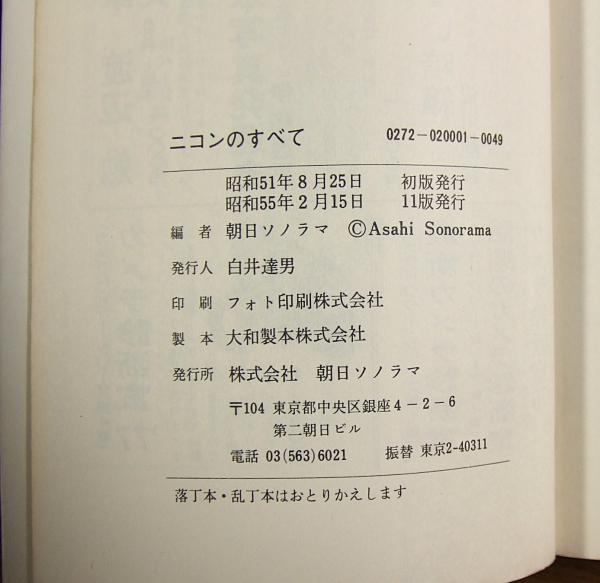 ニコンのすべて 0272-020001-0049
昭和51年8月25日 初版発行
昭和55年2月15日 11版発行
編者 朝日ソノラマ ©Asahi Sonorama
発行人 白井達男
印刷 フォト印刷株式会社
製本 大和製本株式会社
発行所 株式会社 朝日ソノラマ
〒104 東京都中央区銀座4-2-6
第二朝日ビル
電話 03(563)6021 振替 東京2-40311
落丁本・乱丁本はおとりかえします